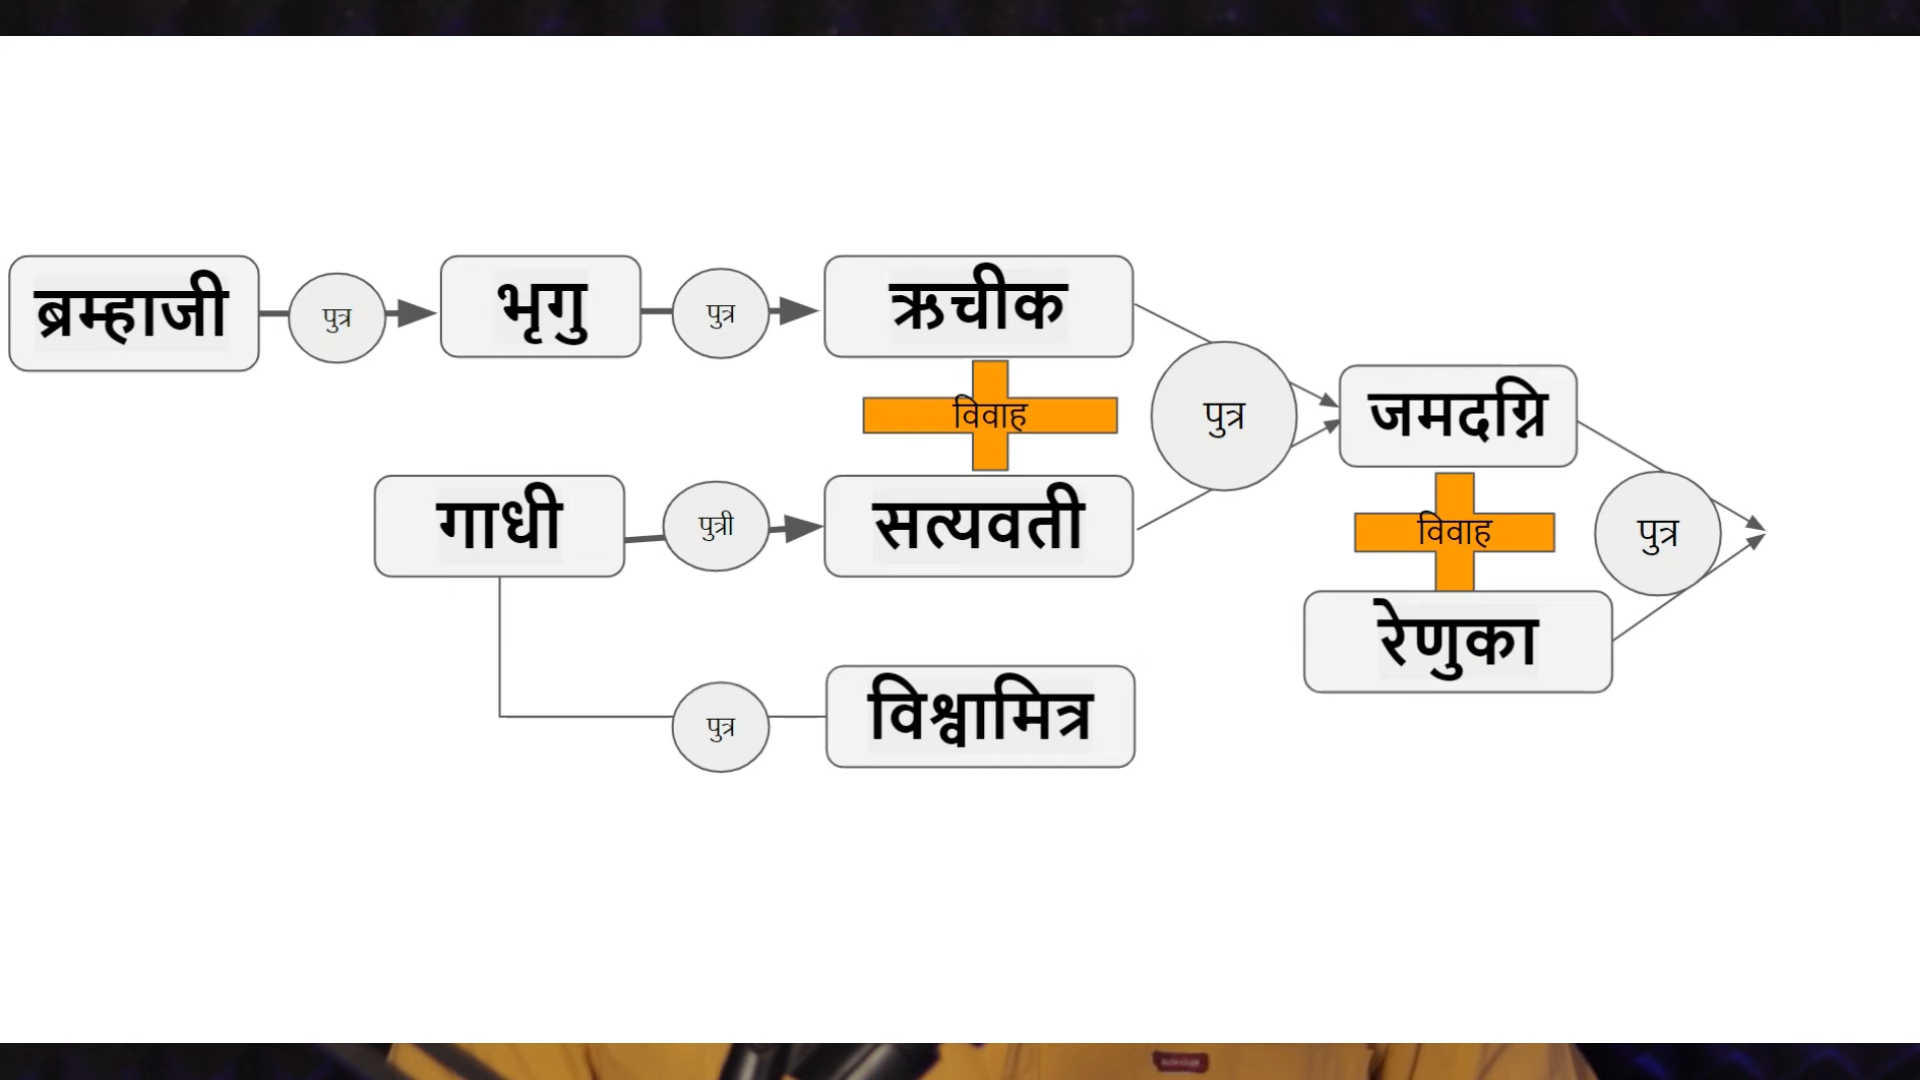 ब्रम्हाजी
पुत्र
भृगु
पुत्र
ऋचीक
विवाह
पुत्र
जमदग्नि
गाधी
पुत्री
सत्यवती
विवाह
पुत्र
रेणुका
पुत्र
विश्वामित्र